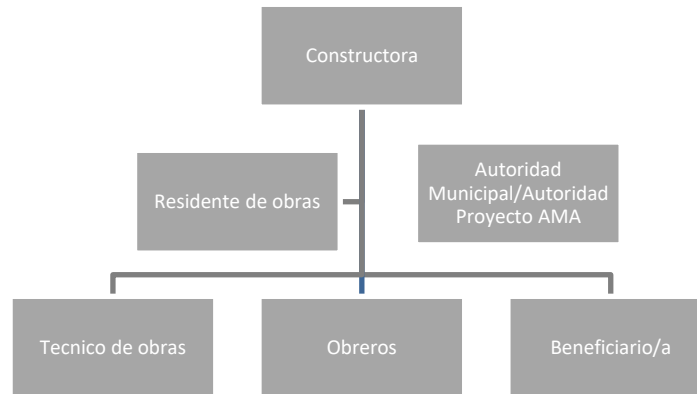 Constructora
Residente de obras
Autoridad
Municipal/Autoridad
Proyecto AMA
Tecnico de obras
Obreros
Beneficiario/a